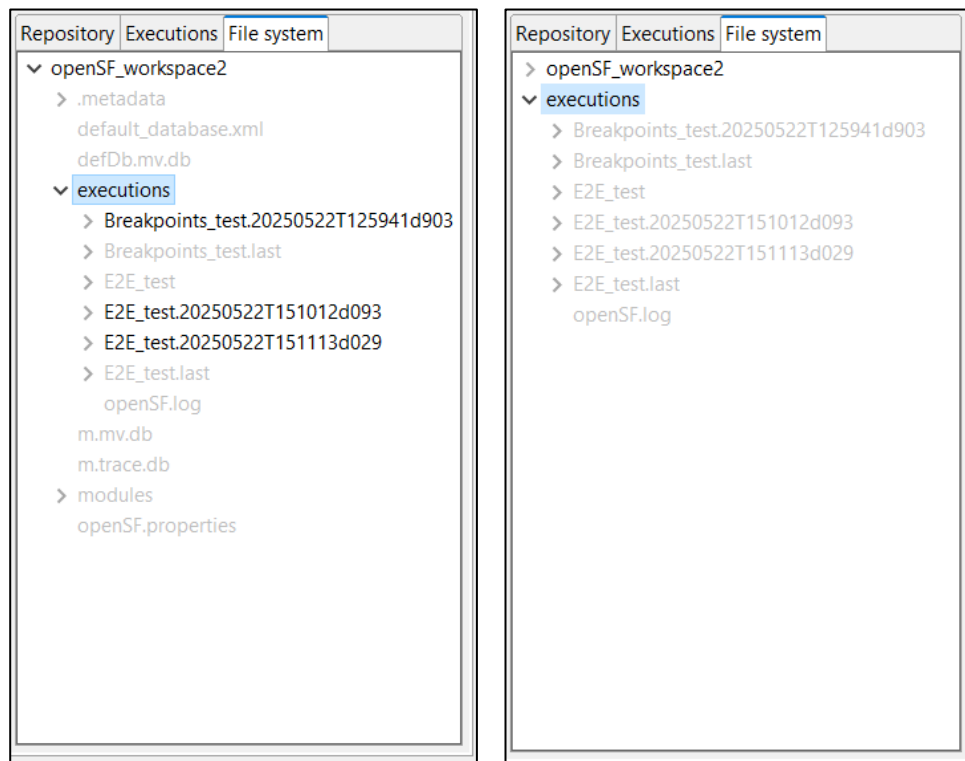 Repository Executions File system
openSF_workspace2
.metadata
default_database.xml
defDb.mv.db
executions
Breakpoints_test.20250522T125941d903
Breakpoints_test.last
E2E_test
E2E_test.20250522T151012d093
E2E_test.20250522T151113d029
E2E_test.last
openSF.log
m.mv.db
m.trace.db
modules
openSF.properties
Repository Executions File system
openSF_workspace2
executions
Breakpoints_test.20250522T125941d903
Breakpoints_test.last
E2E_test
E2E_test.20250522T151012d093
E2E_test.20250522T151113d029
E2E_test.last
openSF.log